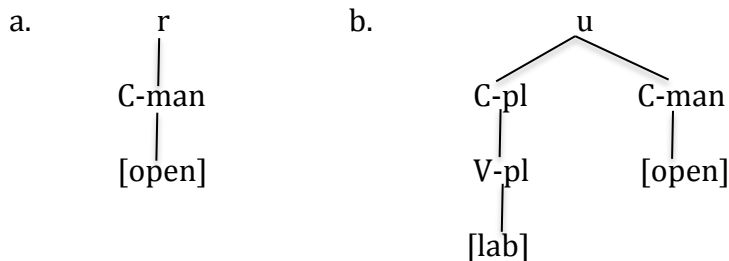 a. r b. u
C-man C-pl C-man
[open] V-pl [open]
[lab]